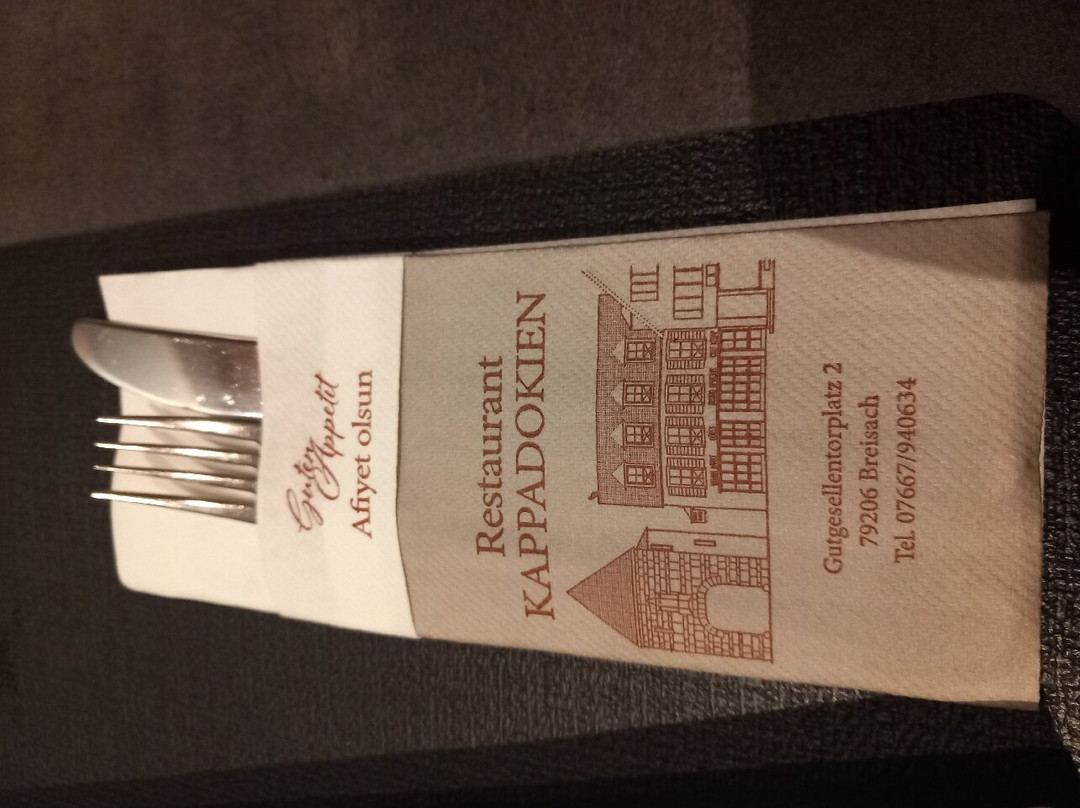 Guten
Appetit
Afiyet olsun
Restaurant
KAPPADOKIEN
Gutgesellentorplatz 2
79206 Breisach
Tel. 07667/940634